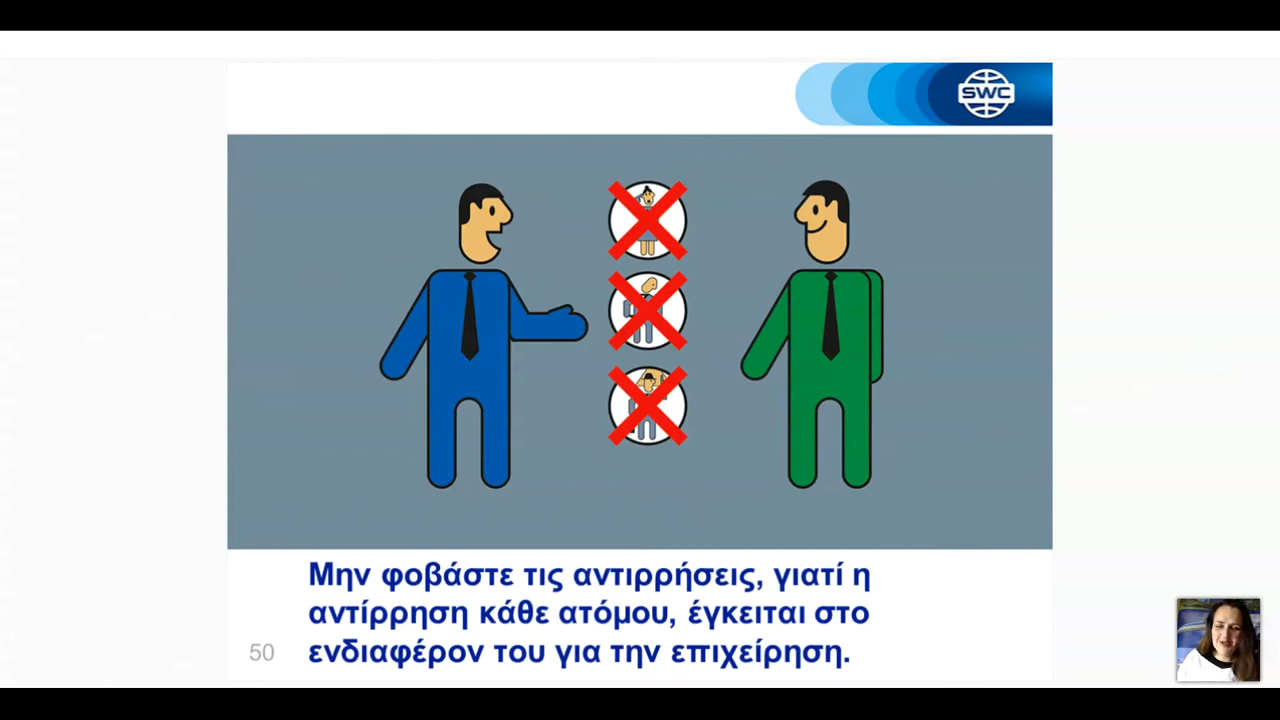 SWC
Μην φοβάστε τις αντιρρήσεις, γιατί η
αντίρρηση κάθε ατόμου, έγκειται στο
ενδιαφέρον του για την επιχείρηση.
50